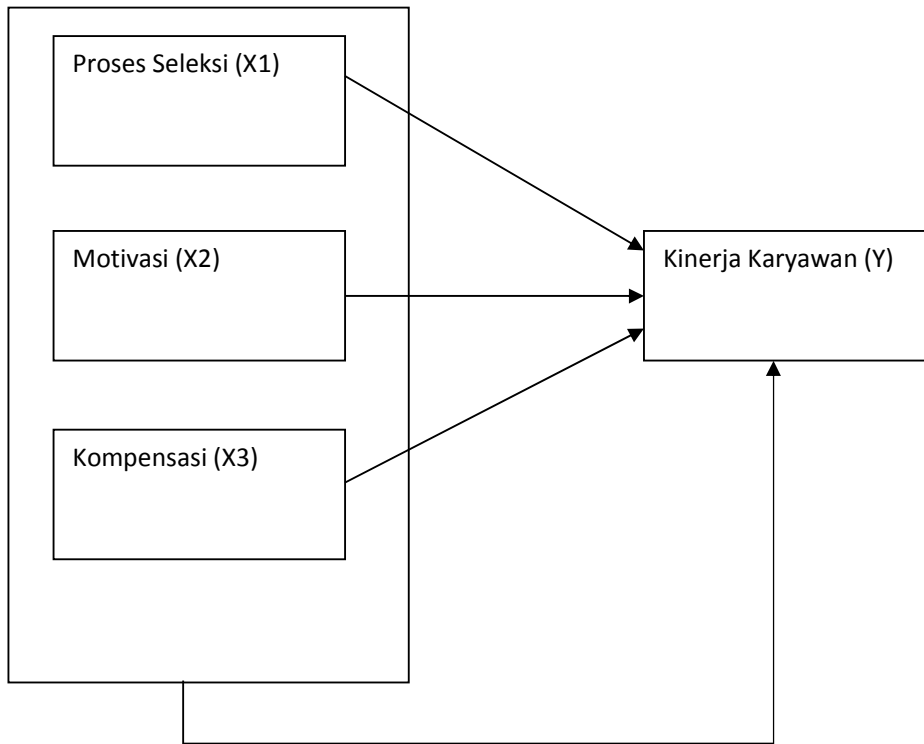 Proses Seleksi (X1)
Motivasi (X2)
Kinerja Karyawan (Y)
Kompensasi (X3)